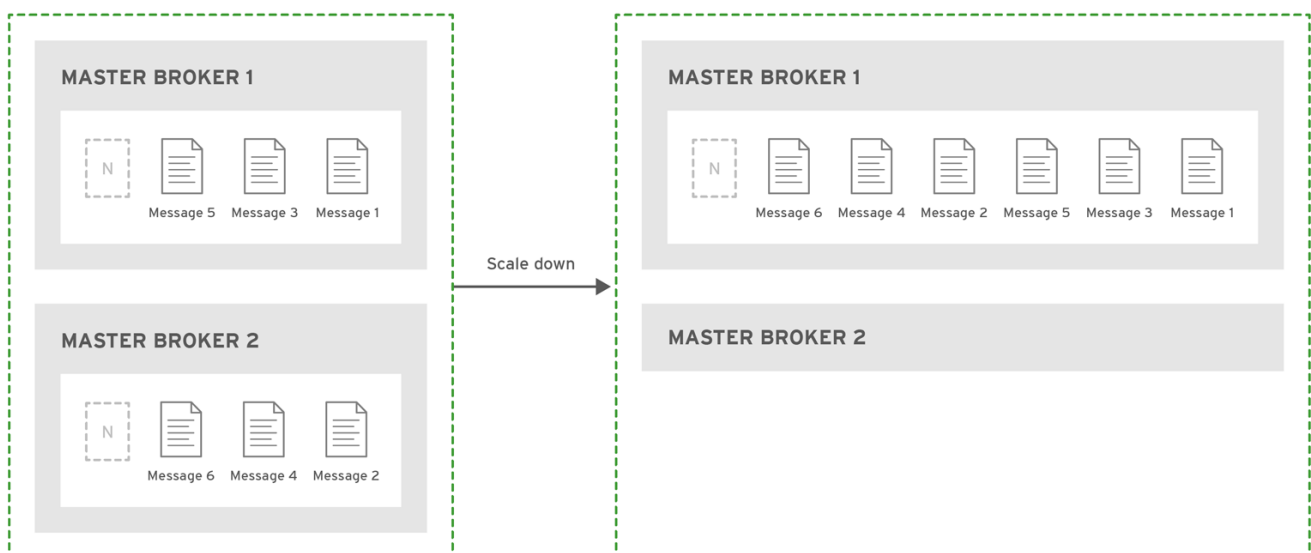 MASTER BROKER 1
N
Message 5 Message 3 Message 1
MASTER BROKER 2
N
Message 6 Message 4 Message 2
Scale down
MASTER BROKER 1
N
Message 6 Message 4 Message 2 Message 5 Message 3 Message 1
MASTER BROKER 2